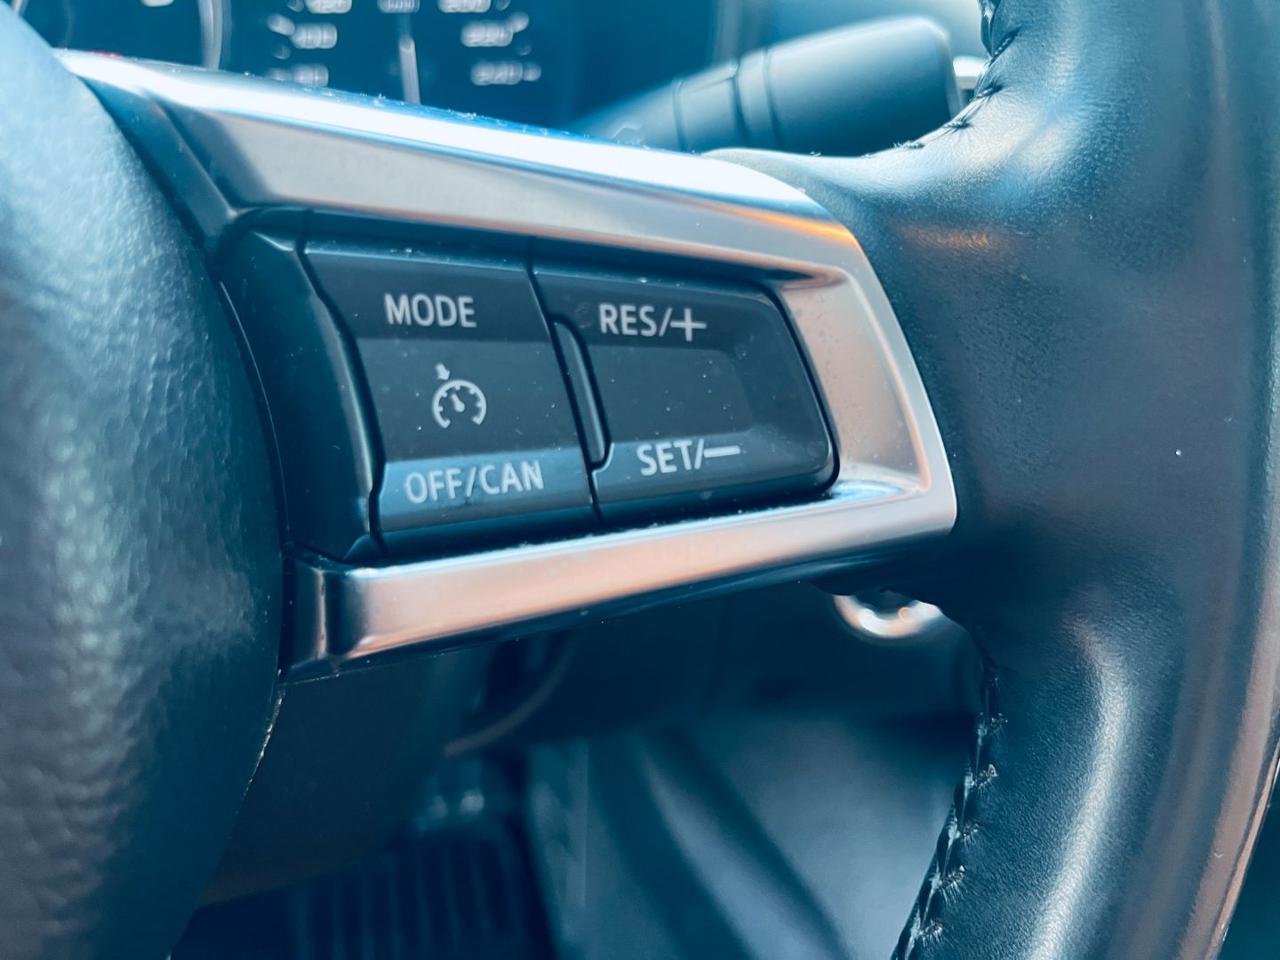 MODE
OFF/CAN
RES/+
SET/—